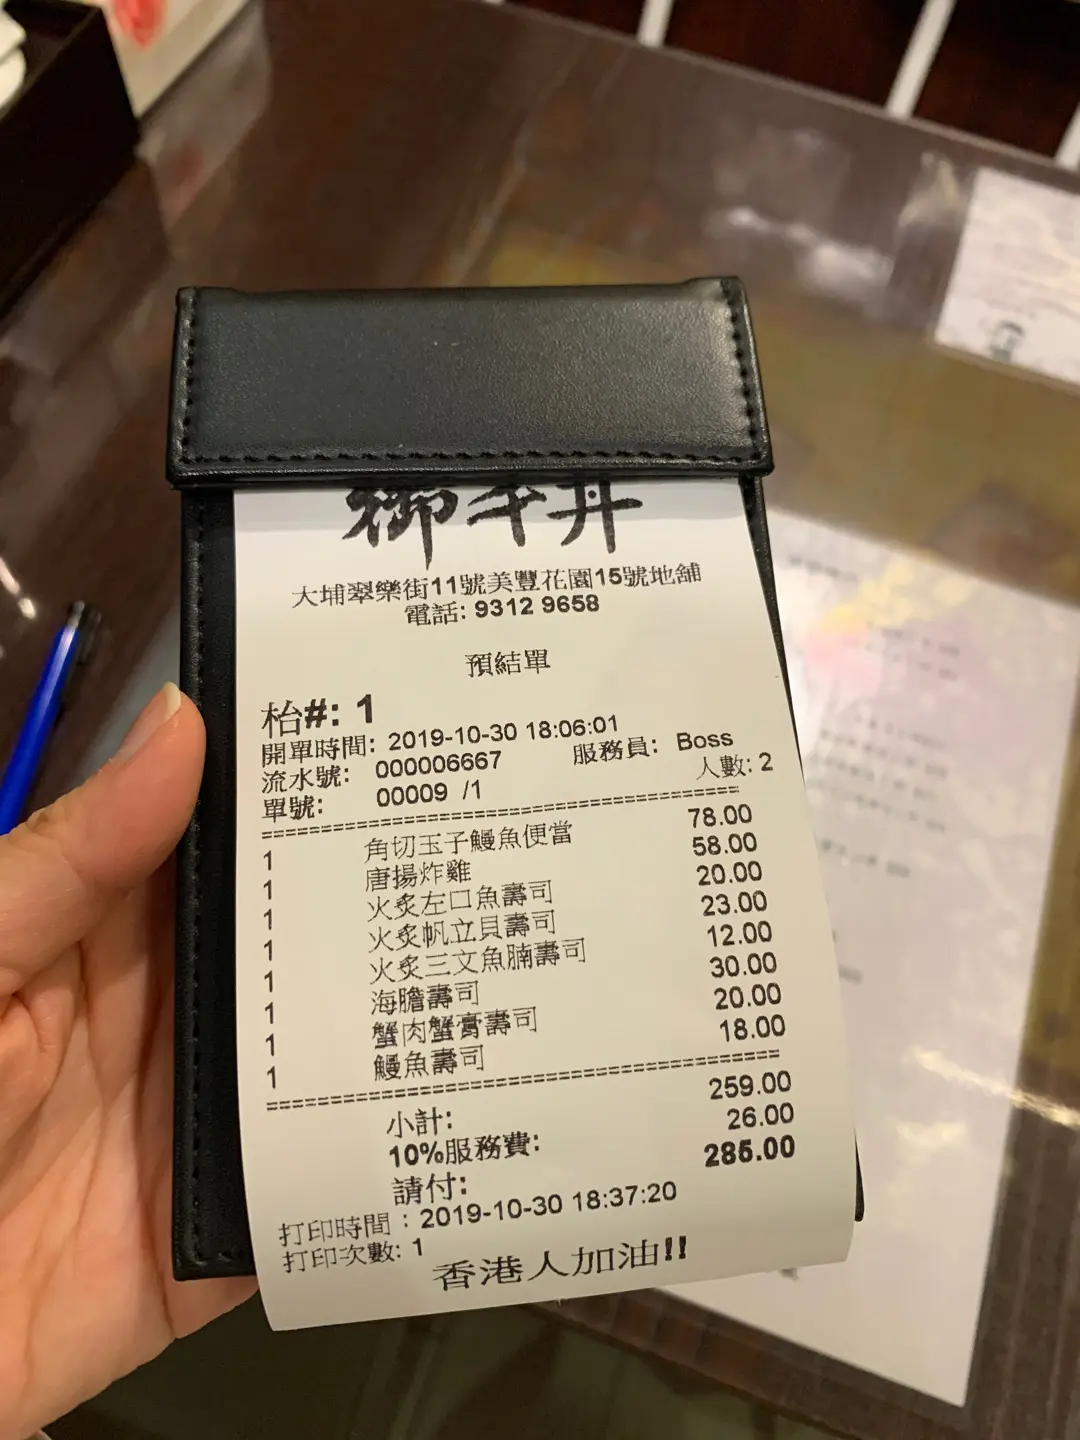 御牛丼
大埔翠樂街11號美豐花園15號地舖
電話: 9312 9658
預結單
枱#: 1
開單時間: 2019-10-30 18:06:01
流水號: 000006667 服務員: Boss
單號: 00009 /1 人數: 2
1 角切玉子鰻魚便當 78.00
1 唐揚炸雞 58.00
1 火炙左口魚壽司 20.00
1 火炙帆立貝壽司 23.00
1 火炙三文魚腩壽司 12.00
1 海膽壽司 30.00
1 蟹肉蟹膏壽司 20.00
1 鰻魚壽司 18.00
小計: 259.00
10%服務費: 26.00
請付: 285.00
打印時間 : 2019-10-30 18:37:20
打印次數: 1
香港人加油!!